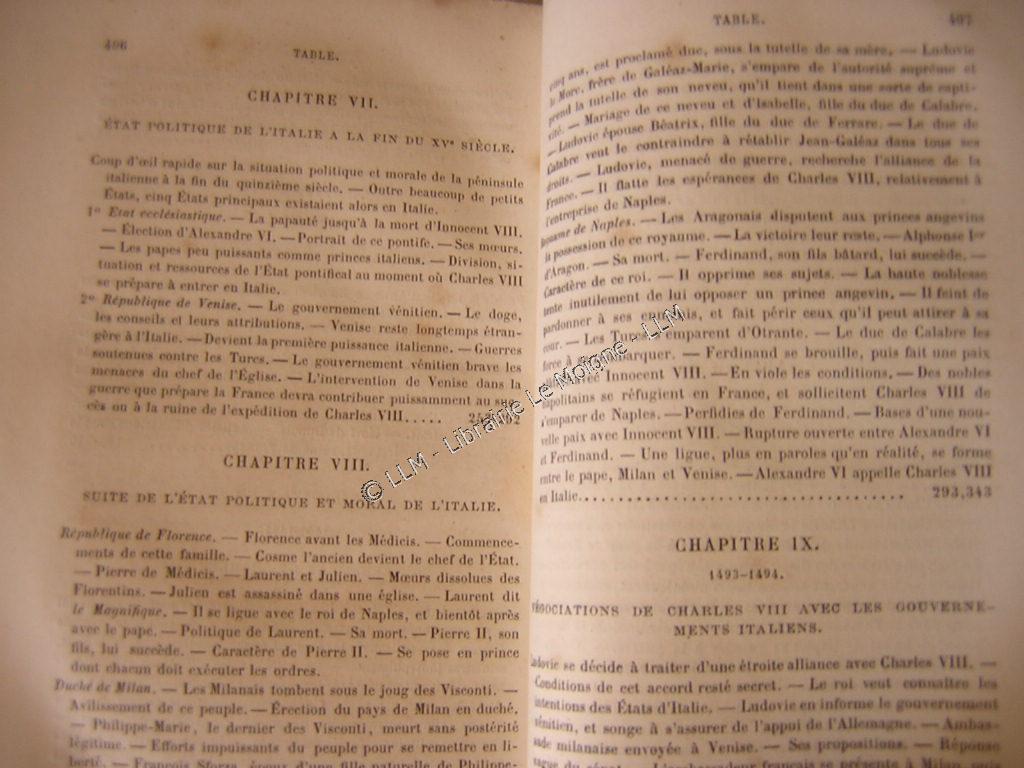 496
TABLE.
CHAPITRE VII.
ÉTAT POLITIQUE DE L'ITALIE A LA FIN DU XVe SIÈCLE.
Coup d'œil rapide sur la situation politique et morale de la péninsule
italienne à la fin du quinzième siècle. — Outre beaucoup de petits
États, cinq États principaux existaient alors en Italie.
1o État ecclésiastique. — La papauté jusqu'à la mort d'Innocent VIII.
— Élection d'Alexandre VI. — Portrait de ce pontife. — Ses mœurs.
— Les papes peu puissants comme princes italiens. — Division, si-
tuation et ressources de l'État pontifical au moment où Charles VIII
se prépare à entrer en Italie.
2o République de Venise. — Le gouvernement vénitien. — Le doge,
les conseils et leurs attributions. — Venise reste longtemps étran-
gère à l'Italie. — Devient la première puissance italienne. — Guerres
soutenues contre les Turcs. — Le gouvernement vénitien brave les
menaces du chef de l'Église. — L'intervention de Venise dans la
guerre que prépare la France devra contribuer puissamment au suc-
cès ou à la ruine de l'expédition de Charles VIII.....
CHAPITRE VIII.
SUITE DE L'ÉTAT POLITIQUE ET MORAL DE L'ITALIE.
République de Florence. — Florence avant les Médicis. — Commence-
ments de cette famille. — Cosme l'ancien devient le chef de l'État.
— Pierre de Médicis. — Laurent et Julien. — Mœurs dissolues des
Florentins. — Julien est assassiné dans une église. — Laurent dit
le Magnifique. — Il se ligue avec le roi de Naples, et bientôt après
avec le pape. — Politique de Laurent. — Sa mort. — Pierre II, son
fils, lui succède. — Caractère de Pierre II. — Se pose en prince
dont chacun doit exécuter les ordres.
Duché de Milan. — Les Milanais tombent sous le joug des Visconti. —
Avilissement de ce peuple. — Érection du pays de Milan en duché.
— Philippe-Marie, le dernier des Visconti, meurt sans postérité
légitime. — Efforts impuissants du peuple pour se remettre en li-
berté. — François Sforza, époux d'une fille naturelle de Philippe-
TABLE.
497
cinq ans, est proclamé duc, sous la tutelle de sa mère. — Ludovic
le More, frère de Galéaz-Marie, s'empare de l'autorité suprême et
prend la tutelle de son neveu, qu'il tient dans une sorte de capti-
vité. — Mariage de ce neveu et d'Isabelle, fille du duc de Calabre.
— Ludovic épouse Béatrix, fille du duc de Ferrare. — Le duc de
Calabre veut le contraindre à rétablir Jean-Galéaz dans tous ses
droits. — Ludovic, menacé de guerre, recherche l'alliance de la
France. — Il flatte les espérances de Charles VIII, relativement à
l'entreprise de Naples.
Royaume de Naples. — Les Aragonais disputent aux princes angevins
la possession de ce royaume. — La victoire leur reste. — Alphonse Ier
d'Aragon. — Sa mort. — Ferdinand, son fils bâtard, lui succède. —
Caractère de ce roi. — Il opprime ses sujets. — La haute noblesse
tente inutilement de lui opposer un prince angevin. — Il feint de
pardonner à ses ennemis, et fait périr ceux qu'il peut attirer à sa
cour. — Les Turcs s'emparent d'Otrante. — Le duc de Calabre les
force à se rembarquer. — Ferdinand se brouille, puis fait une paix
avec Innocent VIII. — En viole les conditions. — Des nobles
napolitains se réfugient en France, et sollicitent Charles VIII de
s'emparer de Naples. — Perfidies de Ferdinand. — Bases d'une nou-
velle paix avec Innocent VIII. — Rupture ouverte entre Alexandre VI
et Ferdinand. — Une ligue, plus en paroles qu'en réalité, se forme
entre le pape, Milan et Venise. — Alexandre VI appelle Charles VIII
en Italie.................................... 293,343
CHAPITRE IX.
1493-1494.
NÉGOCIATIONS DE CHARLES VIII AVEC LES GOUVERNE-
MENTS ITALIENS.
Ludovic se décide à traiter d'une étroite alliance avec Charles VIII. —
Conditions de cet accord resté secret. — Le roi veut connaître les
intentions des États d'Italie. — Ludovic en informe le gouvernement
vénitien, et songe à s'assurer de l'appui de l'Allemagne. — Ambas-
sade milanaise envoyée à Venise. — Ses propositions. — Réponse
vague du sénat. — L'ambassadeur français se présente à Milan, puis
© LLM - Librairie Le Moigne - LLM